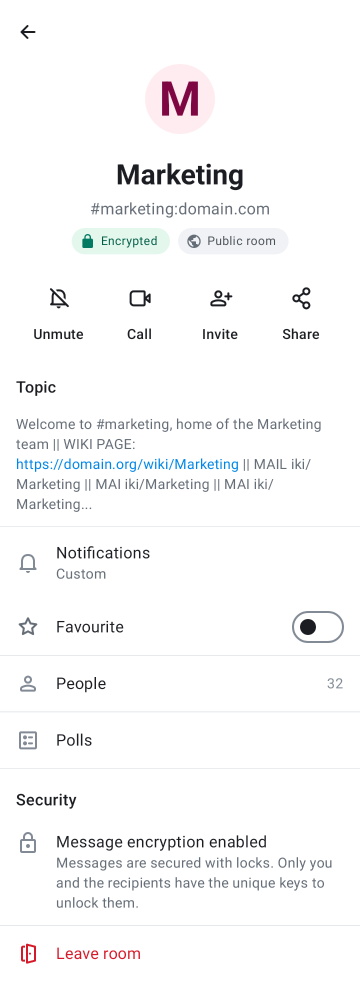 M
Marketing
#marketing:domain.com
Encrypted
Public room
Unmute
Call
Invite
Share
Topic
Welcome to #marketing, home of the Marketing
team || WIKI PAGE:
https://domain.org/wiki/Marketing || MAIL iki/
Marketing || MAI iki/Marketing || MAI iki/
Marketing...
Notifications
Custom
Favourite
People 32
Polls
Security
Message encryption enabled
Messages are secured with locks. Only you
and the recipients have the unique keys to
unlock them.
Leave room